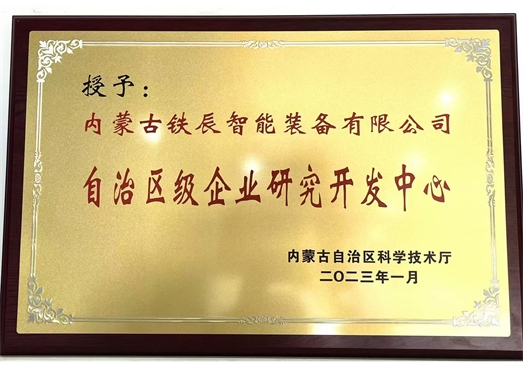 授予：
内蒙古铁辰智能装备有限公司
自治区级企业研究开发中心
内蒙古自治区科学技术厅
二〇二三年一月